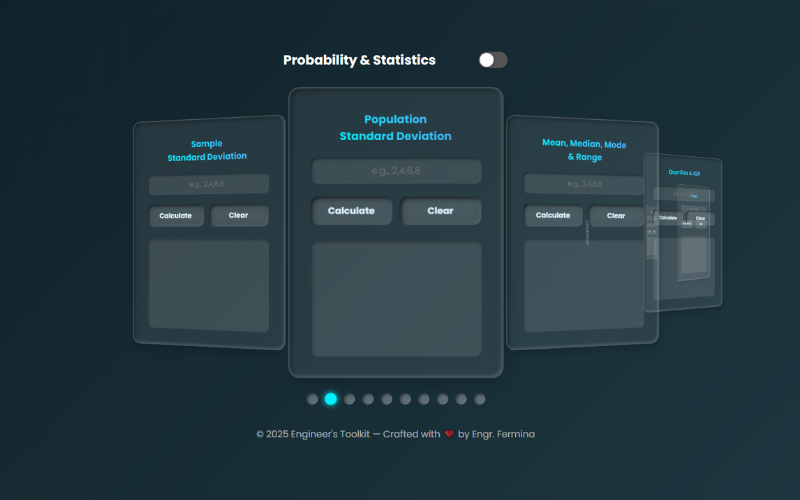 Probability & Statistics
Sample
Standard Deviation
e.g., 2,4,6,8
Calculate Clear
Population
Standard Deviation
e.g., 2,4,6,8
Calculate Clear
Mean, Median, Mode
& Range
e.g., 2,4,6,8
Calculate Clear
Quartiles & IQR
Calculate Clear
© 2025 Engineer's Toolkit — Crafted with ❤ by Engr. Fermina